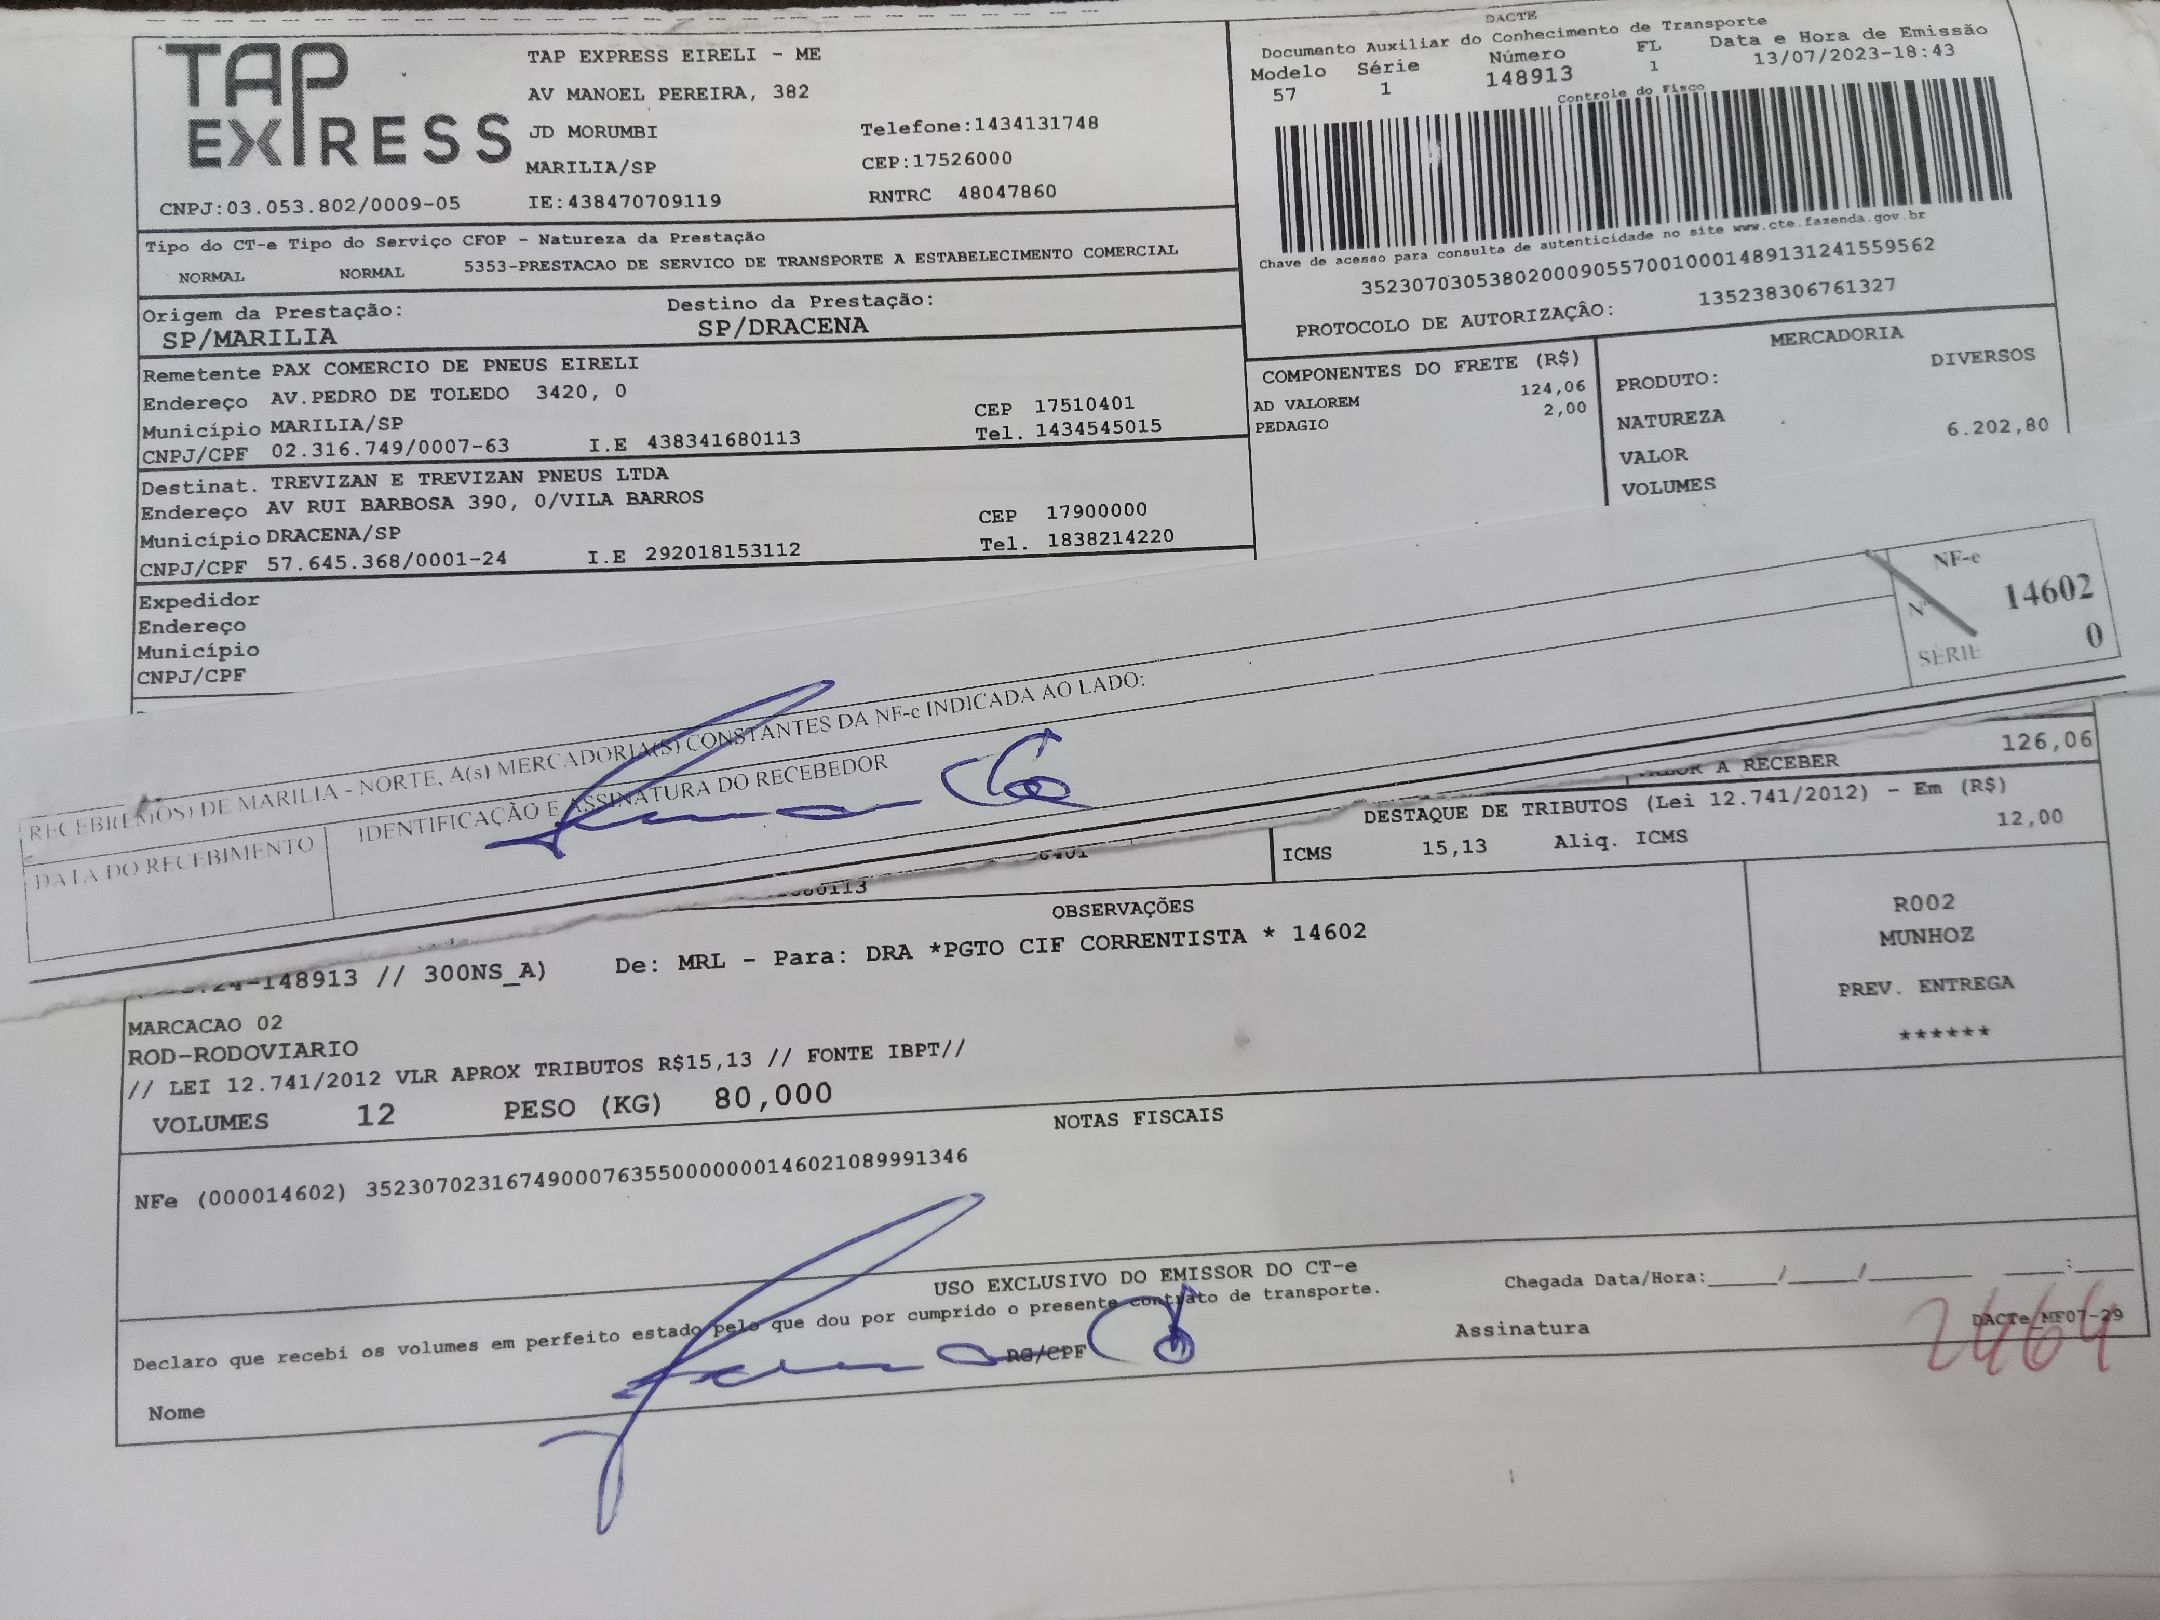 TAP EXPRESS
TAP EXPRESS EIRELI - ME
AV MANOEL PEREIRA, 382
JD MORUMBI Telefone:1434131748
MARILIA/SP CEP:17526000
CNPJ:03.053.802/0009-05 IE:438470709119 RNTRC 48047860
DACTE
Documento Auxiliar do Conhecimento de Transporte
Modelo Série Número FL Data e Hora de Emissão
57 1 148913 1 13/07/2023-18:43
Controle do Fisco
Chave de acesso para consulta de autenticidade no site www.cte.fazenda.gov.br
35230703053802000905570010001489131241559562
PROTOCOLO DE AUTORIZAÇÂO: 135238306761327
Tipo do CT-e Tipo do Serviço CFOP - Natureza da Prestação
NORMAL NORMAL 5353-PRESTACAO DE SERVICO DE TRANSPORTE A ESTABELECIMENTO COMERCIAL
Origem da Prestação: Destino da Prestação:
SP/MARILIA SP/DRACENA
Remetente PAX COMERCIO DE PNEUS EIRELI
Endereço AV.PEDRO DE TOLEDO 3420, 0
Município MARILIA/SP CEP 17510401
CNPJ/CPF 02.316.749/0007-63 I.E 438341680113 Tel. 1434545015
Destinat. TREVIZAN E TREVIZAN PNEUS LTDA
Endereço AV RUI BARBOSA 390, 0/VILA BARROS
Município DRACENA/SP CEP 17900000
CNPJ/CPF 57.645.368/0001-24 I.E 292018153112 Tel. 1838214220
Expedidor
Endereço
Município
CNPJ/CPF
COMPONENTES DO FRETE (R$)
AD VALOREM 124,06
PEDAGIO 2,00
MERCADORIA
PRODUTO: DIVERSOS
NATUREZA
VALOR 6.202,80
VOLUMES
NF-e
Nº 14602
SÉRIE 0
RECEBEMOS) DE MARILIA - NORTE, A(s) MERCADORIA(S) CONSTANTES DA NF-e INDICADA AO LADO:
DATA DO RECEBIMENTO IDENTIFICAÇÃO E ASSINATURA DO RECEBEDOR
A RECEBER 126,06
DESTAQUE DE TRIBUTOS (Lei 12.741/2012) - Em (R$)
ICMS 15,13 Aliq. ICMS 12,00
OBSERVAÇÕES
-148913 // 300NS_A) De: MRL - Para: DRA *PGTO CIF CORRENTISTA * 14602
MARCACAO 02
ROD-RODOVIARIO
// LEI 12.741/2012 VLR APROX TRIBUTOS R$15,13 // FONTE IBPT//
VOLUMES 12 PESO (KG) 80,000
R002
MUNHOZ
PREV. ENTREGA
******
NOTAS FISCAIS
NFe (000014602) 35230702316749000763550000000146021089991346
USO EXCLUSIVO DO EMISSOR DO CT-e
Declaro que recebi os volumes em perfeito estado pelo que dou por cumprido o presente contrato de transporte.
Chegada Data/Hora:_____/_____/_______ ____:____
Nome RG/CPF Assinatura
DACTe_MF07-29
2464